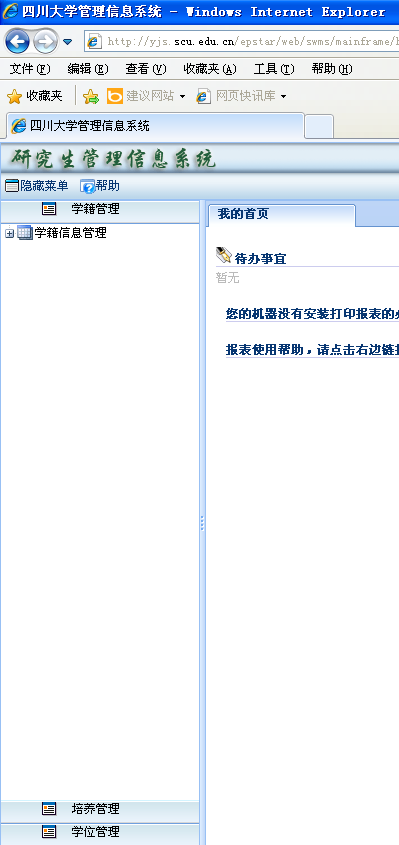 四川大学管理信息系统 - Windows Internet Explorer
http://yjs.scu.edu.cn/epstar/web/swms/mainframe/
文件(F) 编辑(E) 查看(V) 收藏夹(A) 工具(T) 帮助(H)
收藏夹 建议网站 网页快讯库
四川大学管理信息系统
研究生管理信息系统
隐藏菜单 帮助
学籍管理
学籍信息管理
我的首页
待办事宜
暂无
您的机器没有安装打印报表的
报表使用帮助，请点击右边链
培养管理
学位管理